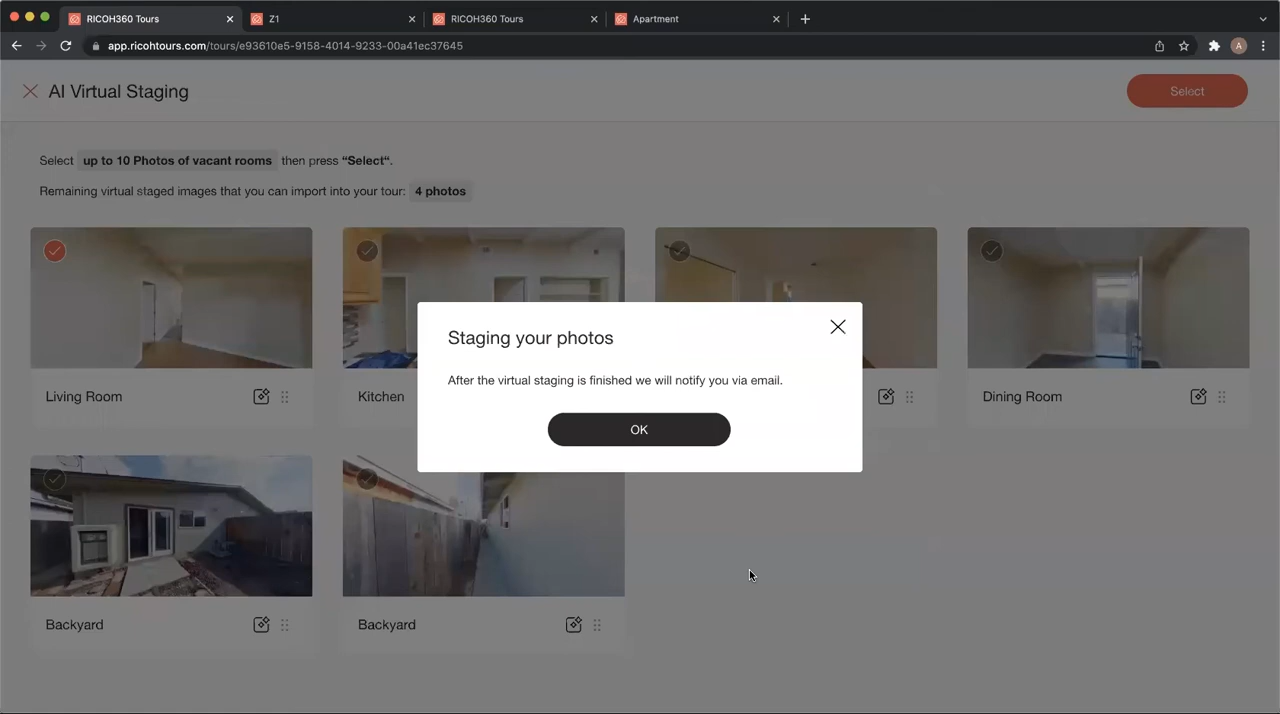 RICOH360 Tours
Z1
RICOH360 Tours
Apartment
app.ricohtours.com/tours/e93610e5-9158-4014-9233-00a41ec37645
A
AI Virtual Staging
Select
Select up to 10 Photos of vacant rooms then press “Select“.
Remaining virtual staged images that you can import into your tour: 4 photos
Staging your photos
After the virtual staging is finished we will notify you via email.
OK
Living Room
Kitchen
Dining Room
Backyard
Backyard